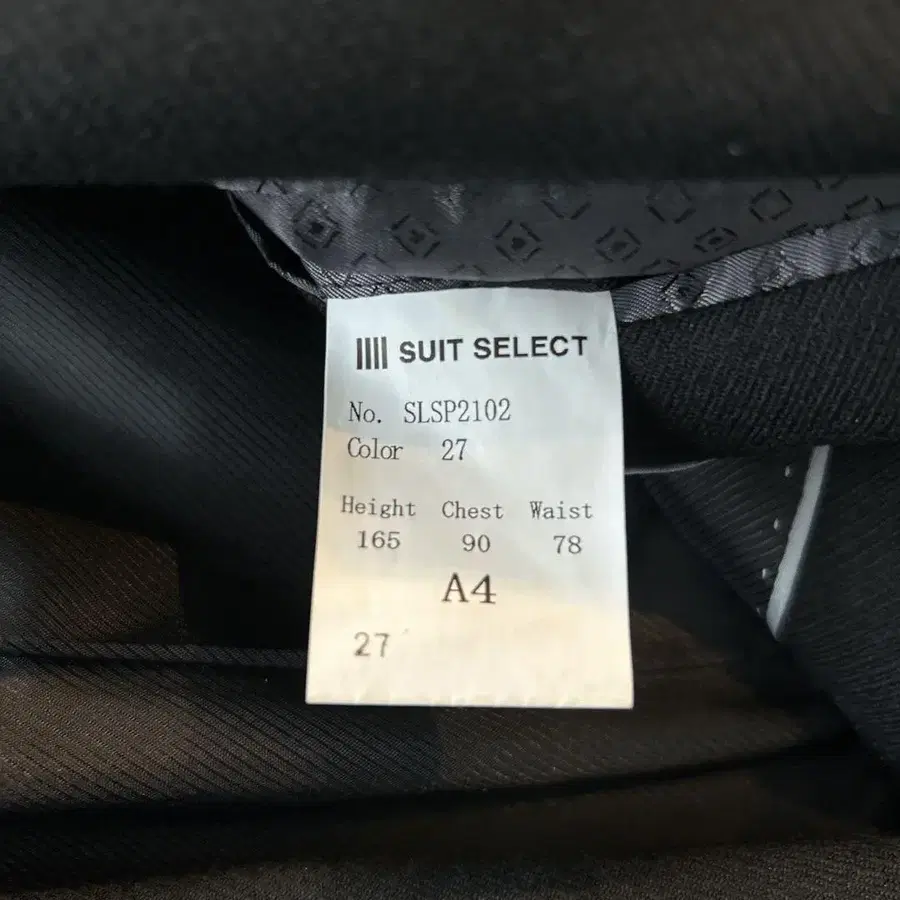 SUIT SELECT
No. SLSP2102
Color 27
Height Chest Waist
165 90 78
A4
27